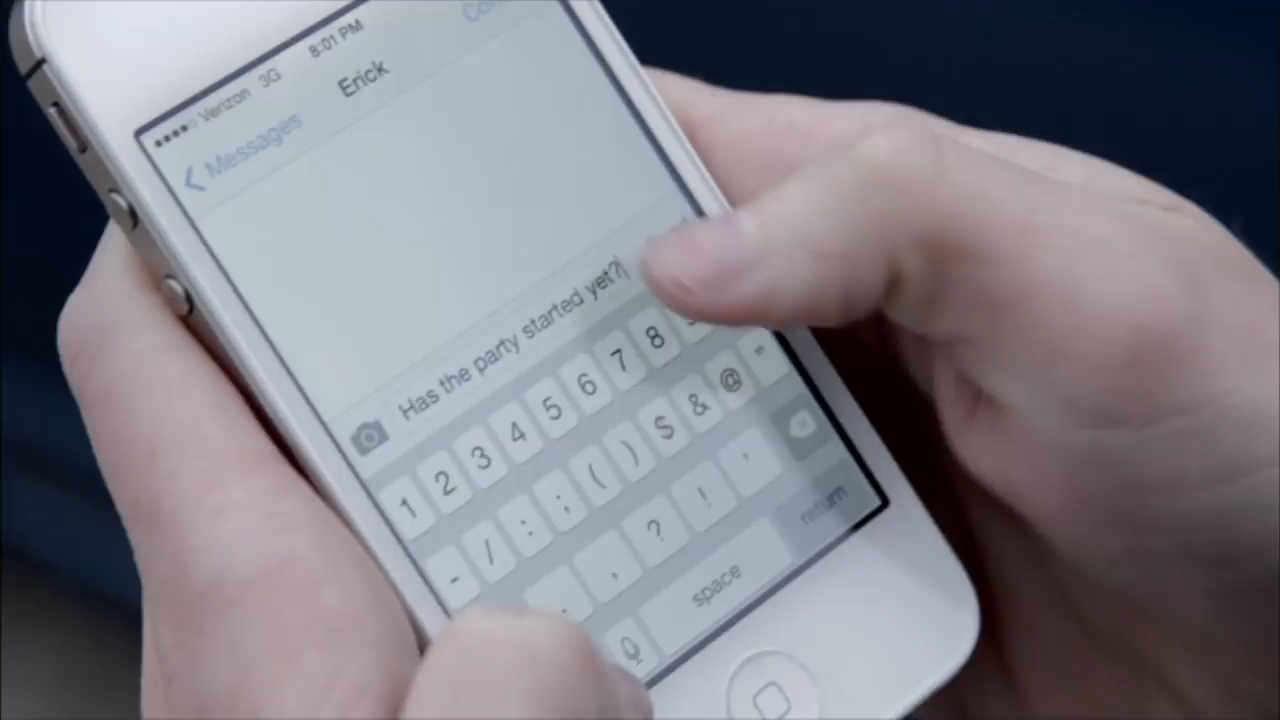 Verizon 3G 8:01 PM
Messages Erick
Has the party started yet?
1 2 3 4 5 6 7 8
- / : ; ( ) $ & @ "
. , ? ! '
space return